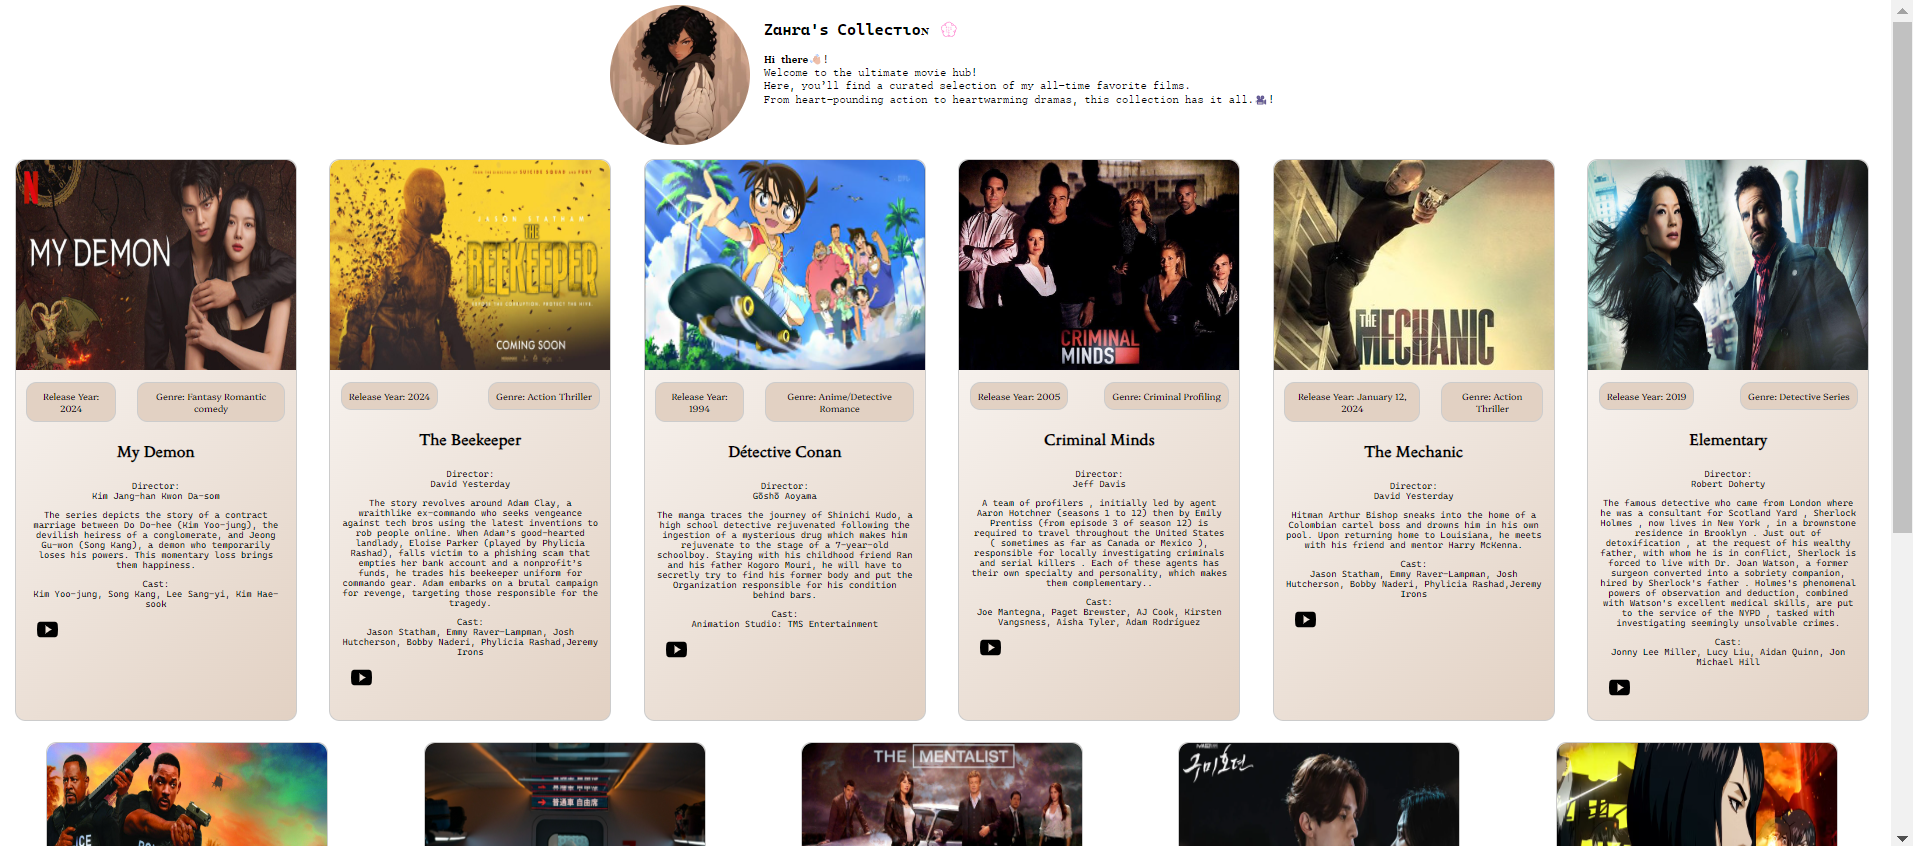 Zaнrα's Collecтιoɴ
Hi there👋🏻!
Welcome to the ultimate movie hub!
Here, you'll find a curated selection of my all-time favorite films.
From heart-pounding action to heartwarming dramas, this collection has it all.🎥!
N
MY DEMON
Release Year:
2024
Genre: Fantasy Romantic
comedy
My Demon
Director:
Kim Jang-han Kwon Da-som
The series depicts the story of a contract
marriage between Do Do-hee (Kim Yoo-jung), the
devilish heiress of a conglomerate, and Jeong
Gu-won (Song Kang), a demon who temporarily
loses his powers. This momentary loss brings
them happiness.
Cast:
Kim Yoo-jung, Song Kang, Lee Sang-yi, Kim Hae-
sook
FROM THE DIRECTOR OF SUICIDE SQUAD AND FURY
JASON STATHAM
THE
BEEKEEPER
EXPOSE THE CORRUPTION. PROTECT THE HIVE.
COMING SOON
Release Year: 2024
Genre: Action Thriller
The Beekeeper
Director:
David Yesterday
The story revolves around Adam Clay, a
wraithlike ex-commando who seeks vengeance
against tech bros using the latest inventions to
rob people online. When Adam's good-hearted
landlady, Eloise Parker (played by Phylicia
Rashad), falls victim to a phishing scam that
empties her bank account and a nonprofit's
funds, he trades his beekeeper uniform for
commando gear. Adam embarks on a brutal campaign
for revenge, targeting those responsible for the
tragedy.
Cast:
Jason Statham, Emmy Raver-Lampman, Josh
Hutcherson, Bobby Naderi, Phylicia Rashad,Jeremy
Irons
Release Year:
1994
Genre: Anime/Detective
Romance
Détective Conan
Director:
Gōshō Aoyama
The manga traces the journey of Shinichi Kudo, a
high school detective rejuvenated following the
ingestion of a mysterious drug which makes him
rejuvenate to the stage of a 7-year-old
schoolboy. Staying with his childhood friend Ran
and his father Kogoro Mouri, he will have to
secretly try to find his former body and put the
Organization responsible for his condition
behind bars.
Cast:
Animation Studio: TMS Entertainment
CRIMINAL
MINDS
Release Year: 2005
Genre: Criminal Profiling
Criminal Minds
Director:
Jeff Davis
A team of profilers , initially led by agent
Aaron Hotchner (seasons 1 to 12) then by Emily
Prentiss (from episode 3 of season 12) is
required to travel throughout the United States
( sometimes as far as Canada or Mexico ),
responsible for locally investigating criminals
and serial killers . Each of these agents has
their own specialty and personality, which makes
them complementary..
Cast:
Joe Mantegna, Paget Brewster, AJ Cook, Kirsten
Vangsness, Aisha Tyler, Adam Rodríguez
THE
MECHANIC
Release Year: January 12,
2024
Genre: Action
Thriller
The Mechanic
Director:
David Yesterday
Hitman Arthur Bishop sneaks into the home of a
Colombian cartel boss and drowns him in his own
pool. Upon returning home to Louisiana, he meets
with his friend and mentor Harry McKenna.
Cast:
Jason Statham, Emmy Raver-Lampman, Josh
Hutcherson, Bobby Naderi, Phylicia Rashad,Jeremy
Irons
Release Year: 2019
Genre: Detective Series
Elementary
Director:
Robert Doherty
The famous detective who came from London where
he was a consultant for Scotland Yard , Sherlock
Holmes , now lives in New York , in a brownstone
residence in Brooklyn . Just out of
detoxification , at the request of his wealthy
father, with whom he is in conflict, Sherlock is
forced to live with Dr. Joan Watson, a former
surgeon converted into a sobriety companion,
hired by Sherlock's father . Holmes's phenomenal
powers of observation and deduction, combined
with Watson's excellent medical skills, are put
to the service of the NYPD , tasked with
investigating seemingly unsolvable crimes.
Cast:
Jonny Lee Miller, Lucy Liu, Aidan Quinn, Jon
Michael Hill
普通車 自由席
THE MENTALIST
구미호뎐